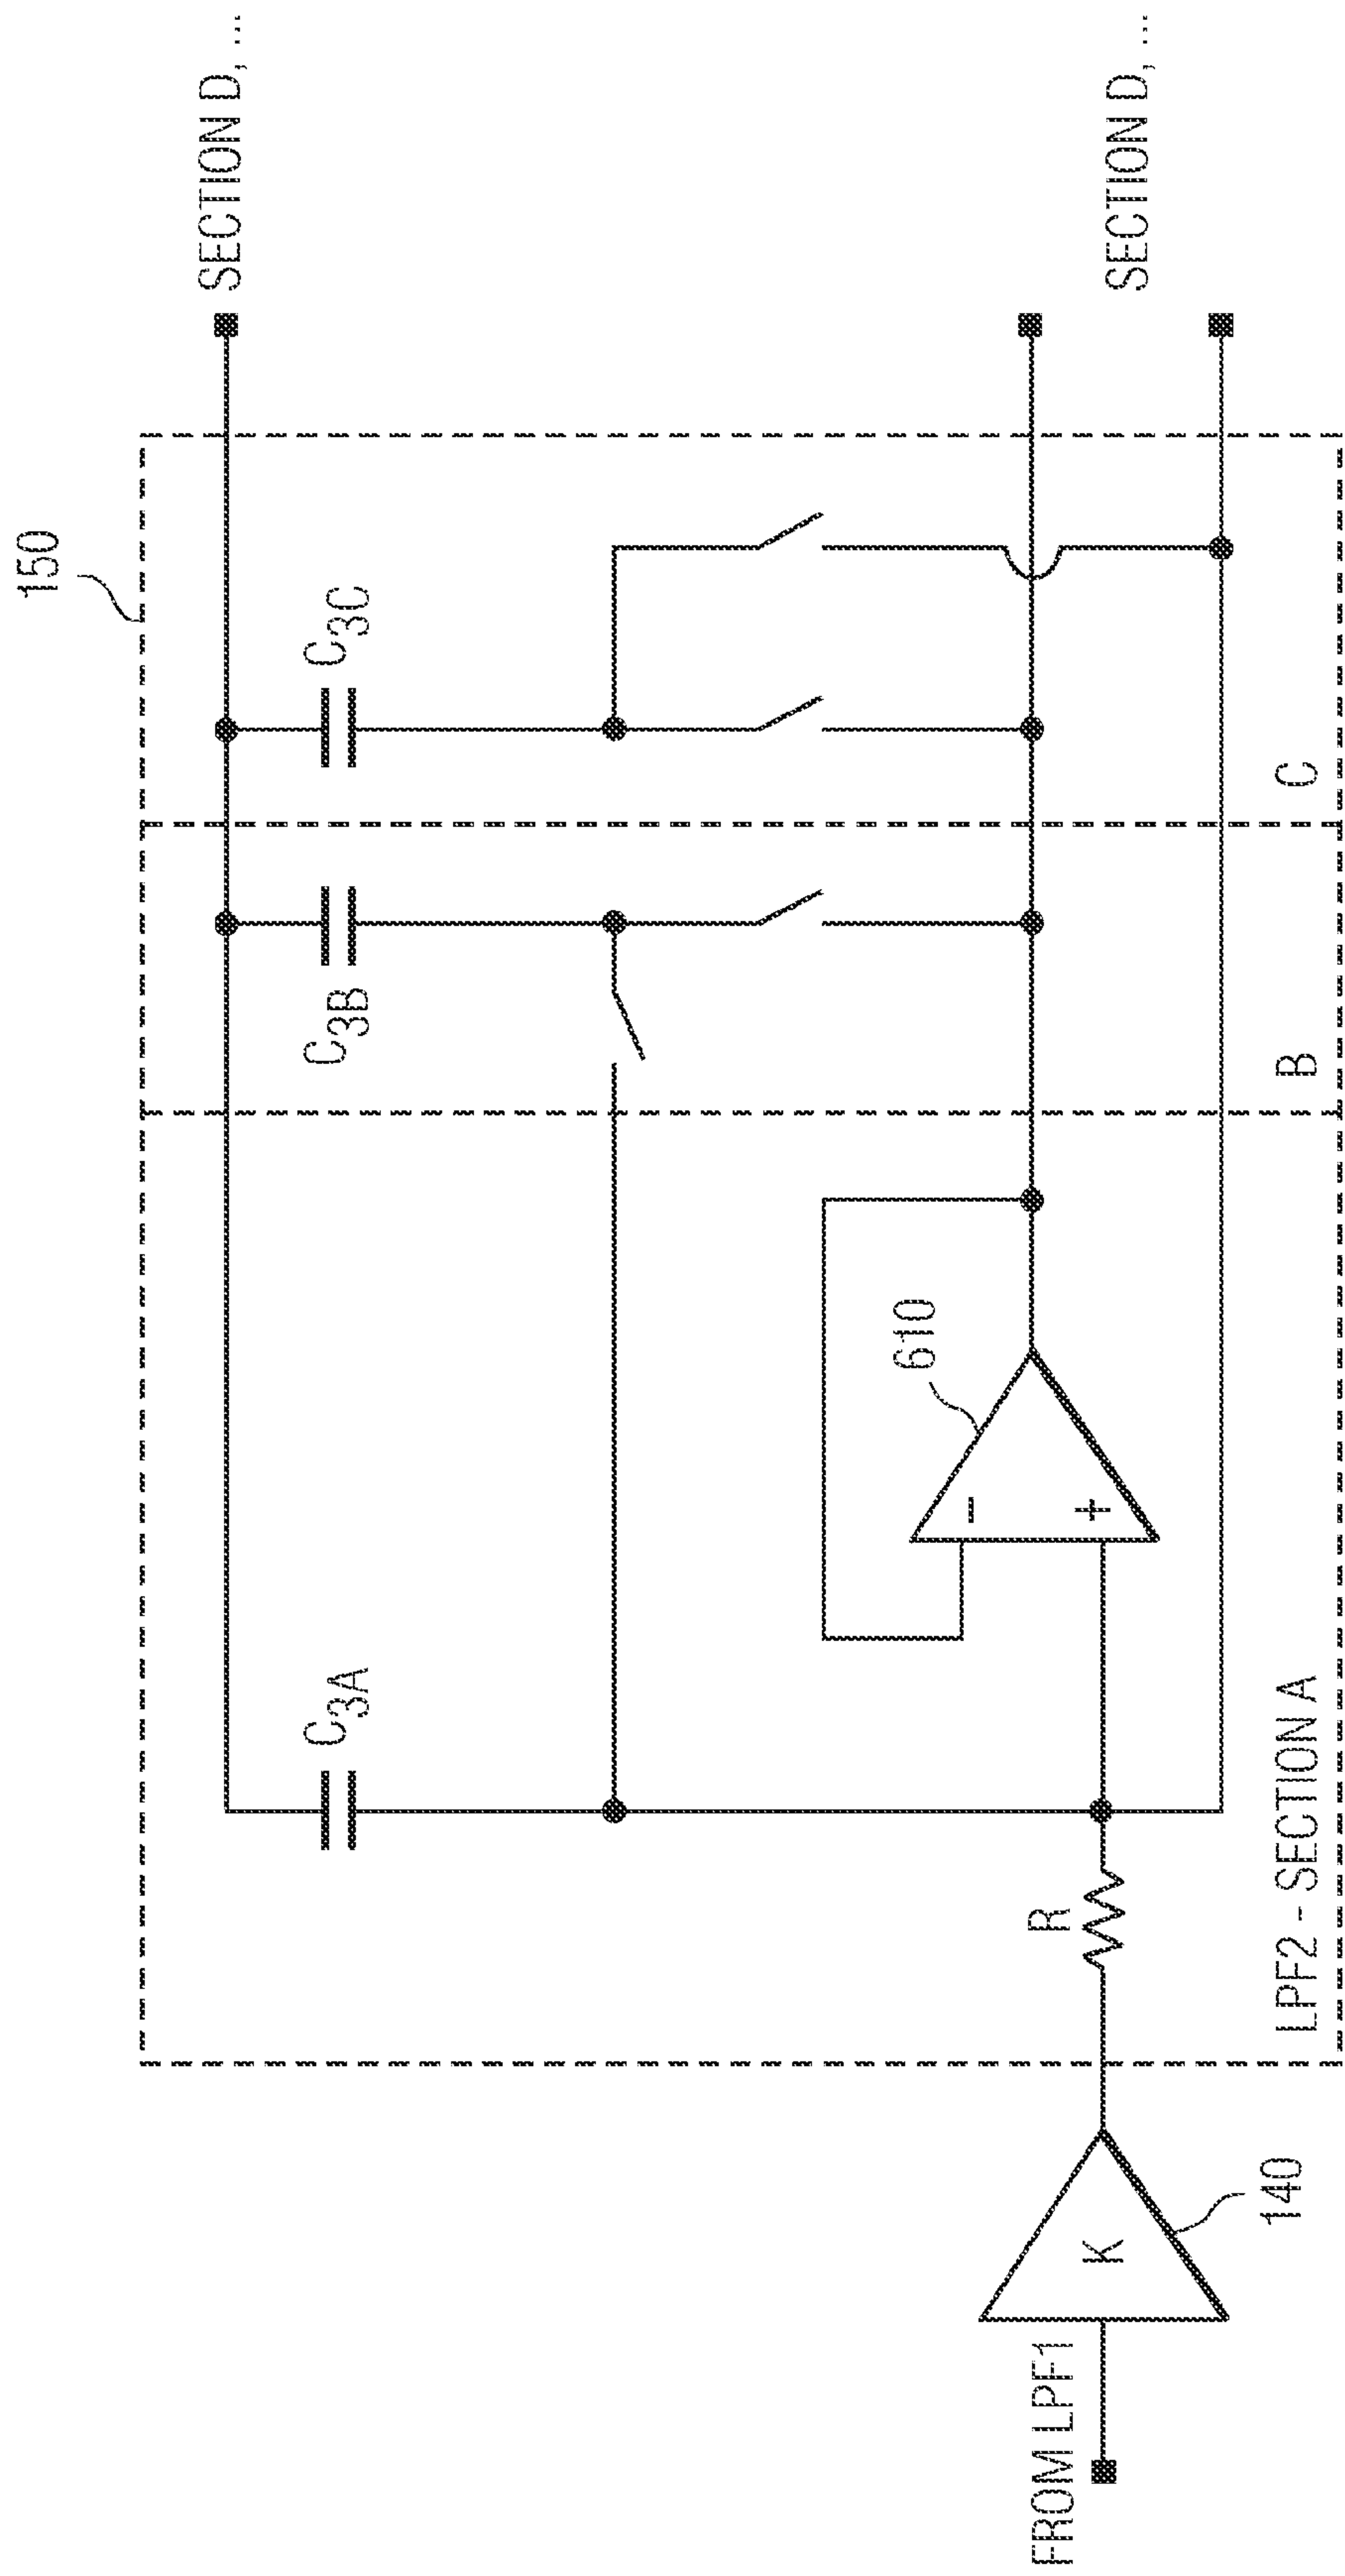 150
SECTION D, ...
C3A
C3B
C3C
610
−
+
R
FROM LPF1
K
140
LPF2 - SECTION A
B
C
SECTION D, ...